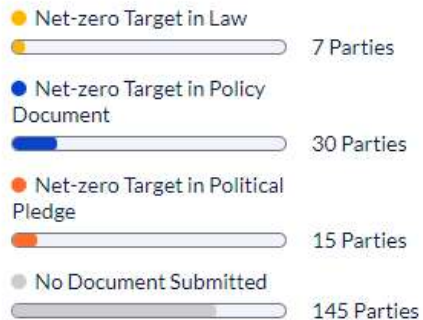 Net-zero Target in Law
7 Parties
Net-zero Target in Policy
Document
30 Parties
Net-zero Target in Political
Pledge
15 Parties
No Document Submitted
145 Parties